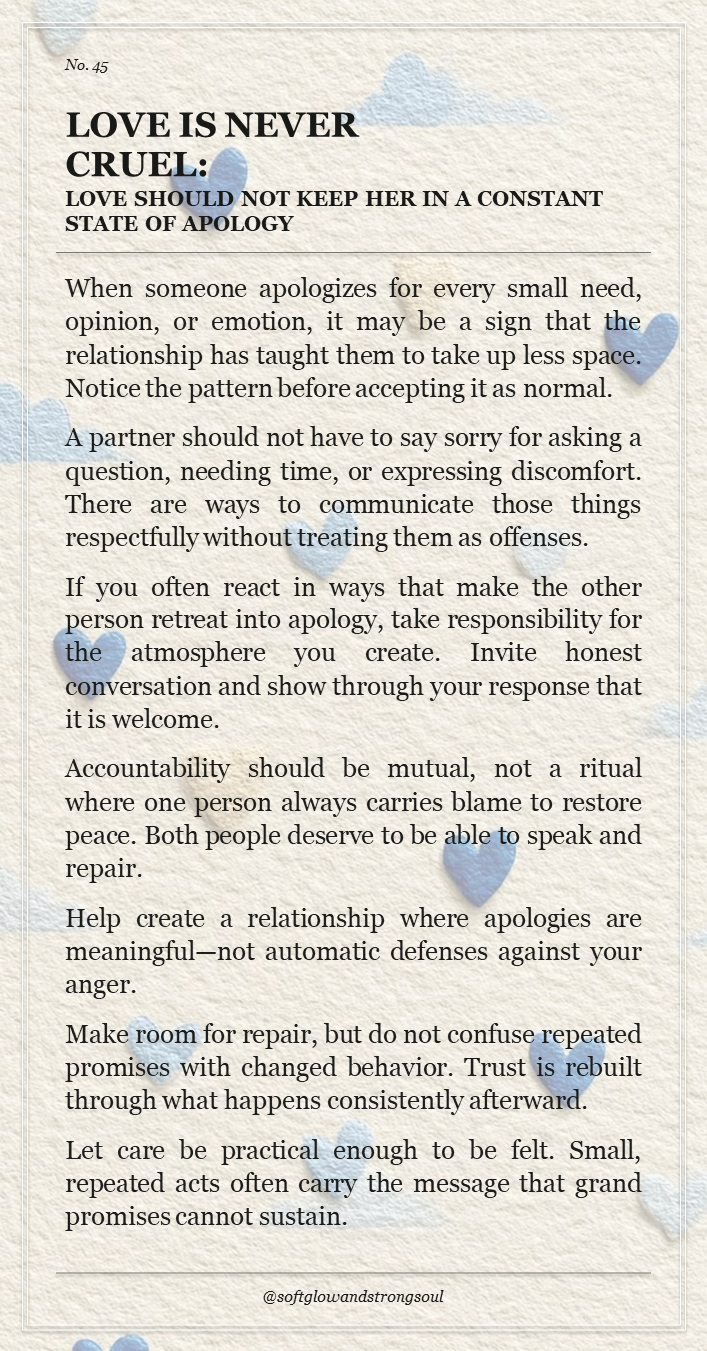 No. 45
LOVE IS NEVER
CRUEL:
LOVE SHOULD NOT KEEP HER IN A CONSTANT
STATE OF APOLOGY
When someone apologizes for every small need,
opinion, or emotion, it may be a sign that the
relationship has taught them to take up less space.
Notice the pattern before accepting it as normal.
A partner should not have to say sorry for asking a
question, needing time, or expressing discomfort.
There are ways to communicate those things
respectfully without treating them as offenses.
If you often react in ways that make the other
person retreat into apology, take responsibility for
the atmosphere you create. Invite honest
conversation and show through your response that
it is welcome.
Accountability should be mutual, not a ritual
where one person always carries blame to restore
peace. Both people deserve to be able to speak and
repair.
Help create a relationship where apologies are
meaningful—not automatic defenses against your
anger.
Make room for repair, but do not confuse repeated
promises with changed behavior. Trust is rebuilt
through what happens consistently afterward.
Let care be practical enough to be felt. Small,
repeated acts often carry the message that grand
promises cannot sustain.
@softglowandstrongsoul